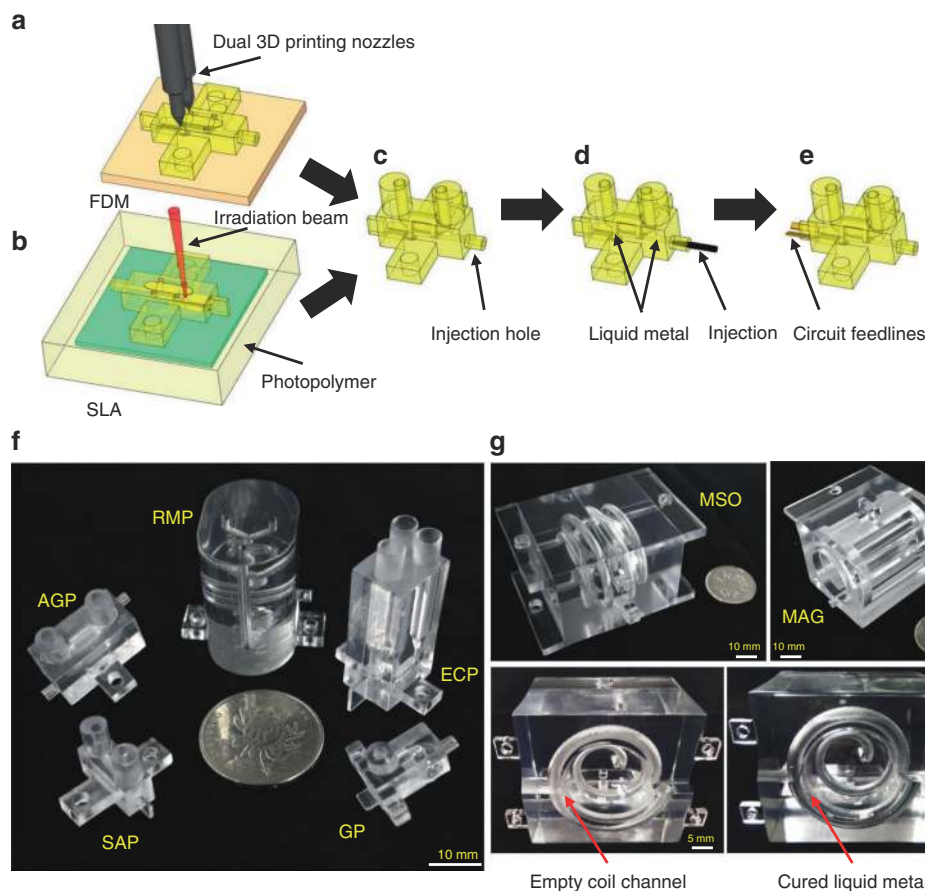 a
Dual 3D printing nozzles
FDM
b
Irradiation beam
Photopolymer
SLA
c
Injection hole
d
Liquid metal
Injection
e
Circuit feedlines
f
RMP
AGP
ECP
SAP
GP
10 mm
g
MSO
10 mm
MAG
10 mm
5 mm
Empty coil channel
Cured liquid metal